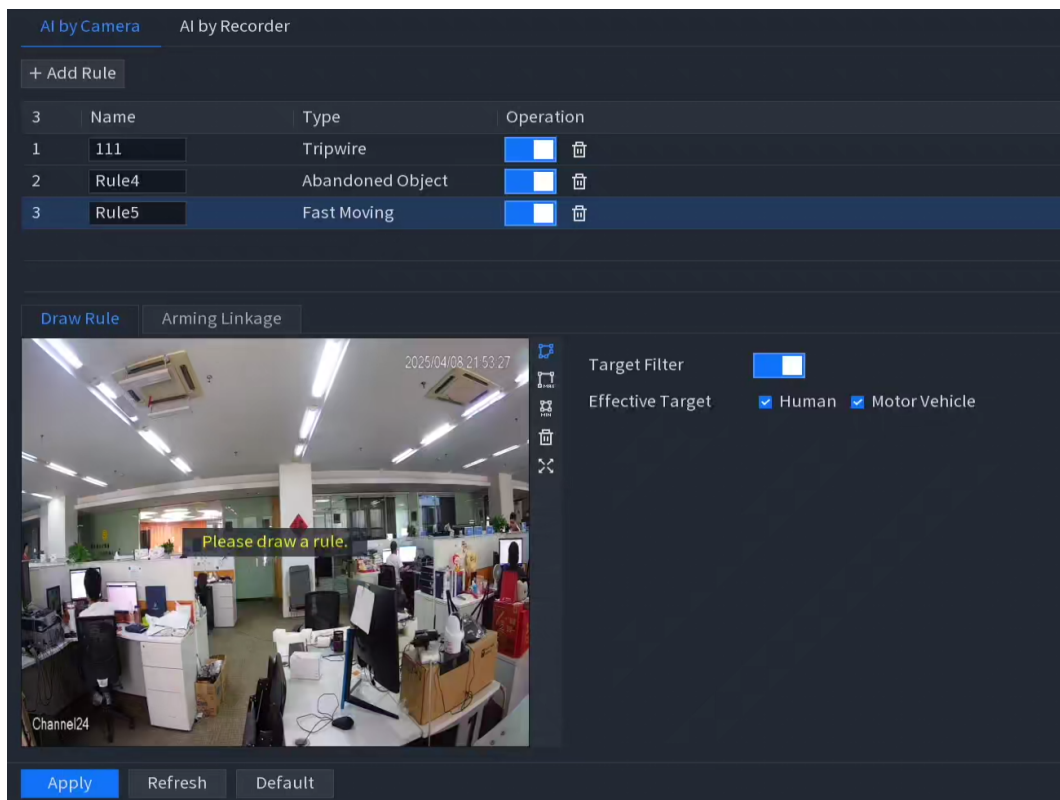 AI by Camera AI by Recorder
+ Add Rule
3 Name Type Operation
1 111 Tripwire
2 Rule4 Abandoned Object
3 Rule5 Fast Moving
Draw Rule Arming Linkage
2025/04/08 21:53:27
Target Filter
Effective Target Human Motor Vehicle
Please draw a rule.
Channel24
Apply Refresh Default